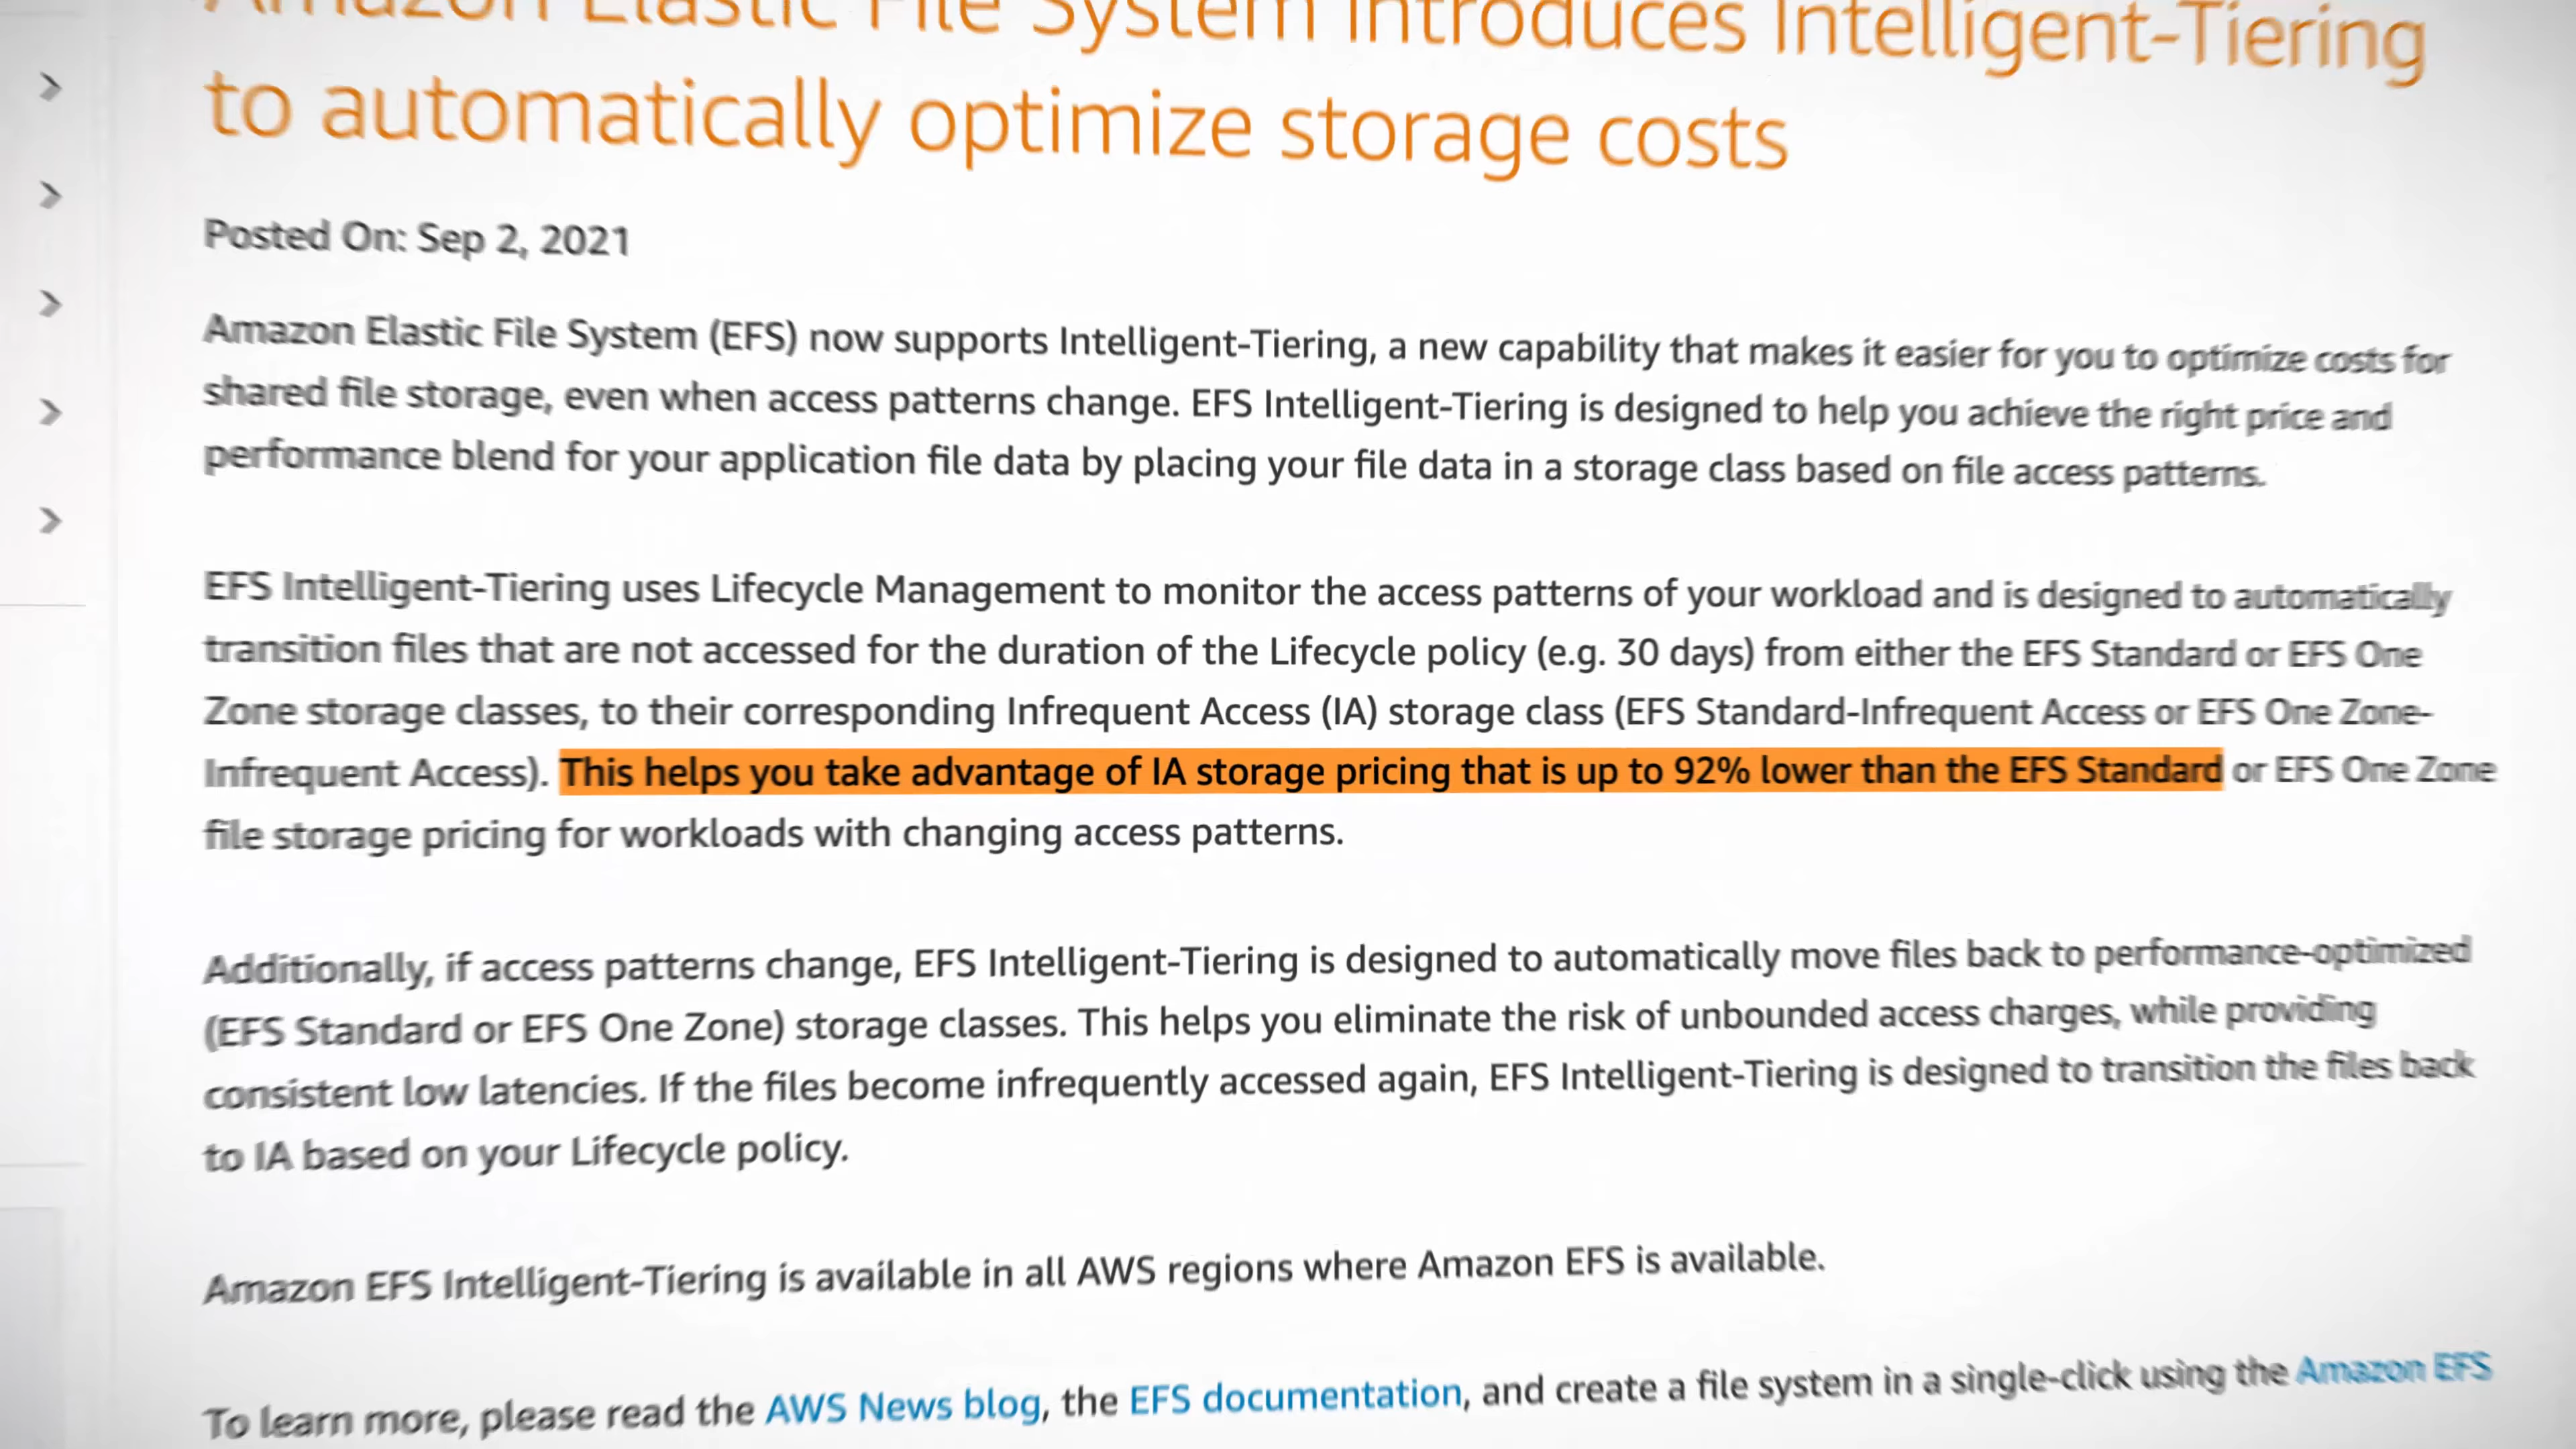 Amazon Elastic File System introduces Intelligent-Tiering
to automatically optimize storage costs
Posted On: Sep 2, 2021
Amazon Elastic File System (EFS) now supports Intelligent-Tiering, a new capability that makes it easier for you to optimize costs for
shared file storage, even when access patterns change. EFS Intelligent-Tiering is designed to help you achieve the right price and
performance blend for your application file data by placing your file data in a storage class based on file access patterns.
EFS Intelligent-Tiering uses Lifecycle Management to monitor the access patterns of your workload and is designed to automatically
transition files that are not accessed for the duration of the Lifecycle policy (e.g. 30 days) from either the EFS Standard or EFS One
Zone storage classes, to their corresponding Infrequent Access (IA) storage class (EFS Standard-Infrequent Access or EFS One Zone-
Infrequent Access). This helps you take advantage of IA storage pricing that is up to 92% lower than the EFS Standard or EFS One Zone
file storage pricing for workloads with changing access patterns.
Additionally, if access patterns change, EFS Intelligent-Tiering is designed to automatically move files back to performance-optimized
(EFS Standard or EFS One Zone) storage classes. This helps you eliminate the risk of unbounded access charges, while providing
consistent low latencies. If the files become infrequently accessed again, EFS Intelligent-Tiering is designed to transition the files back
to IA based on your Lifecycle policy.
Amazon EFS Intelligent-Tiering is available in all AWS regions where Amazon EFS is available.
To learn more, please read the AWS News blog, the EFS documentation, and create a file system in a single-click using the Amazon EFS